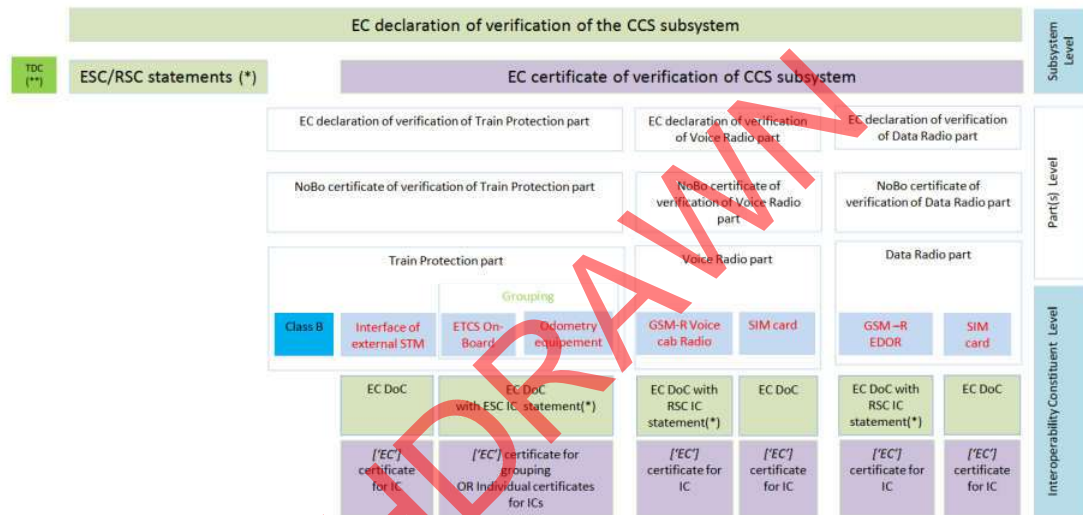 EC declaration of verification of the CCS subsystem
Subsystem
Level
TDC
(**)
ESC/RSC statements (*)
EC certificate of verification of CCS subsystem
EC declaration of verification of Train Protection part
EC declaration of verification
of Voice Radio part
EC declaration of verification
of Data Radio part
NoBo certificate of verification of Train Protection part
NoBo certificate of
verification of Voice Radio
part
NoBo certificate of
verification of Data Radio part
Part(s) Level
Train Protection part
Voice Radio part
Data Radio part
Grouping
Class B
Interface of
external STM
ETCS On-
Board
Odometry
equipement
GSM-R Voice
cab Radio
SIM card
GSM –R
EDOR
SIM
card
EC DoC
EC DoC
with ESC IC statement(*)
EC DoC with
RSC IC
statement(*)
EC DoC
EC DoC with
RSC IC
statement(*)
EC DoC
['EC']
certificate
for IC
['EC'] certificate for
grouping
OR Individual certificates
for ICs
['EC']
certificate for
IC
['EC']
certificate
for IC
['EC']
certificate for
IC
['EC']
certificate
for IC
Interoperability Constituent Level
HDRAWN